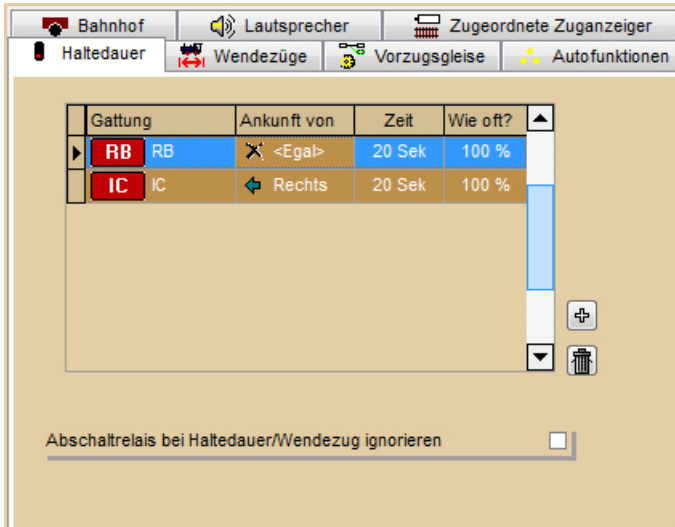 Bahnhof Lautsprecher Zugeordnete Zuganzeiger
Haltedauer Wendezüge Vorzugsgleise Autofunktionen
Gattung Ankunft von Zeit Wie oft?
RB RB <Egal> 20 Sek 100 %
IC IC Rechts 20 Sek 100 %
Abschaltrelais bei Haltedauer/Wendezug ignorieren